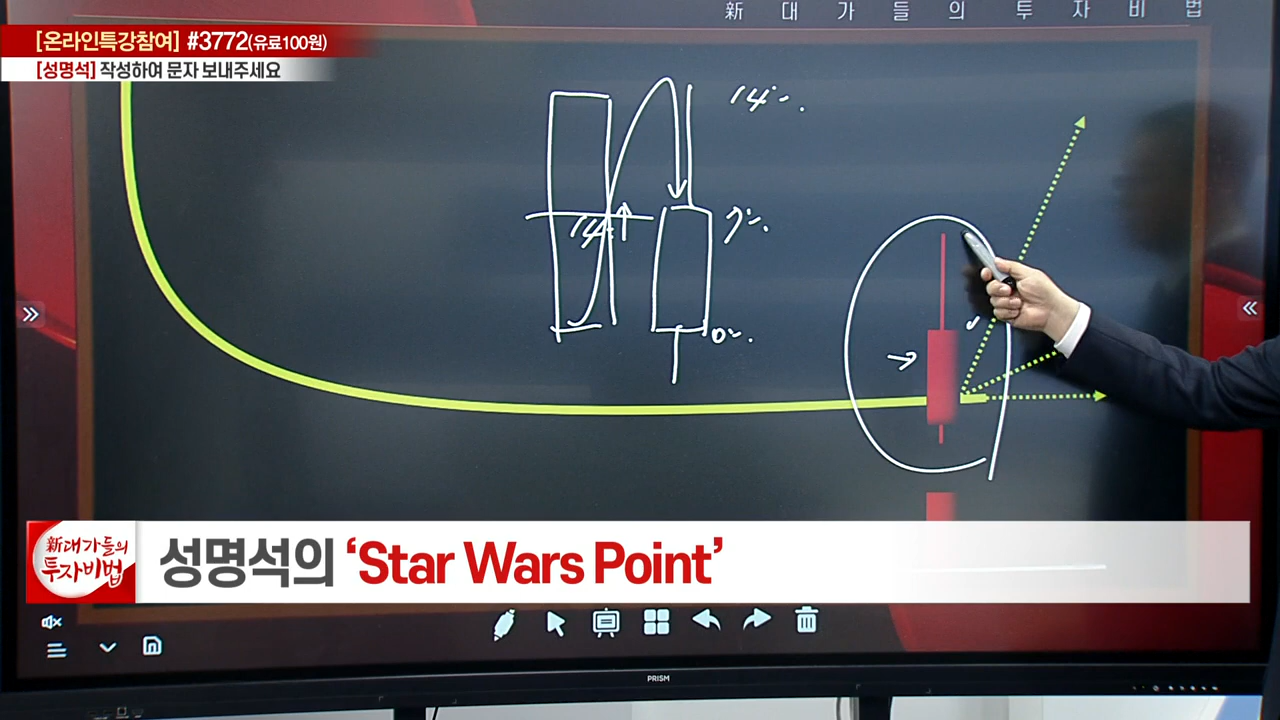 新 대 가 들 의 투 자 비 법
[온라인특강참여] #3772(유료100원)
[성명석] 작성하여 문자 보내주세요
14%.
14%
7%.
0%.
新대가들의
투자비법
성명석의 ‘Star Wars Point’
PRISM